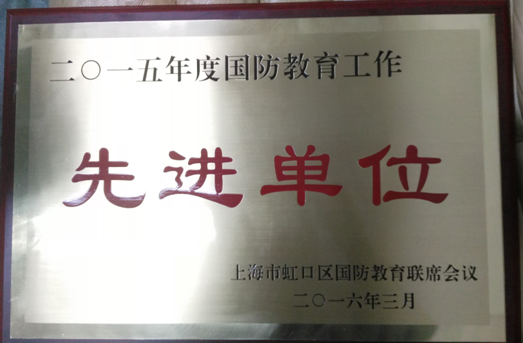 二〇一五年度国防教育工作
先进单位
上海市虹口区国防教育联席会议
二〇一六年三月